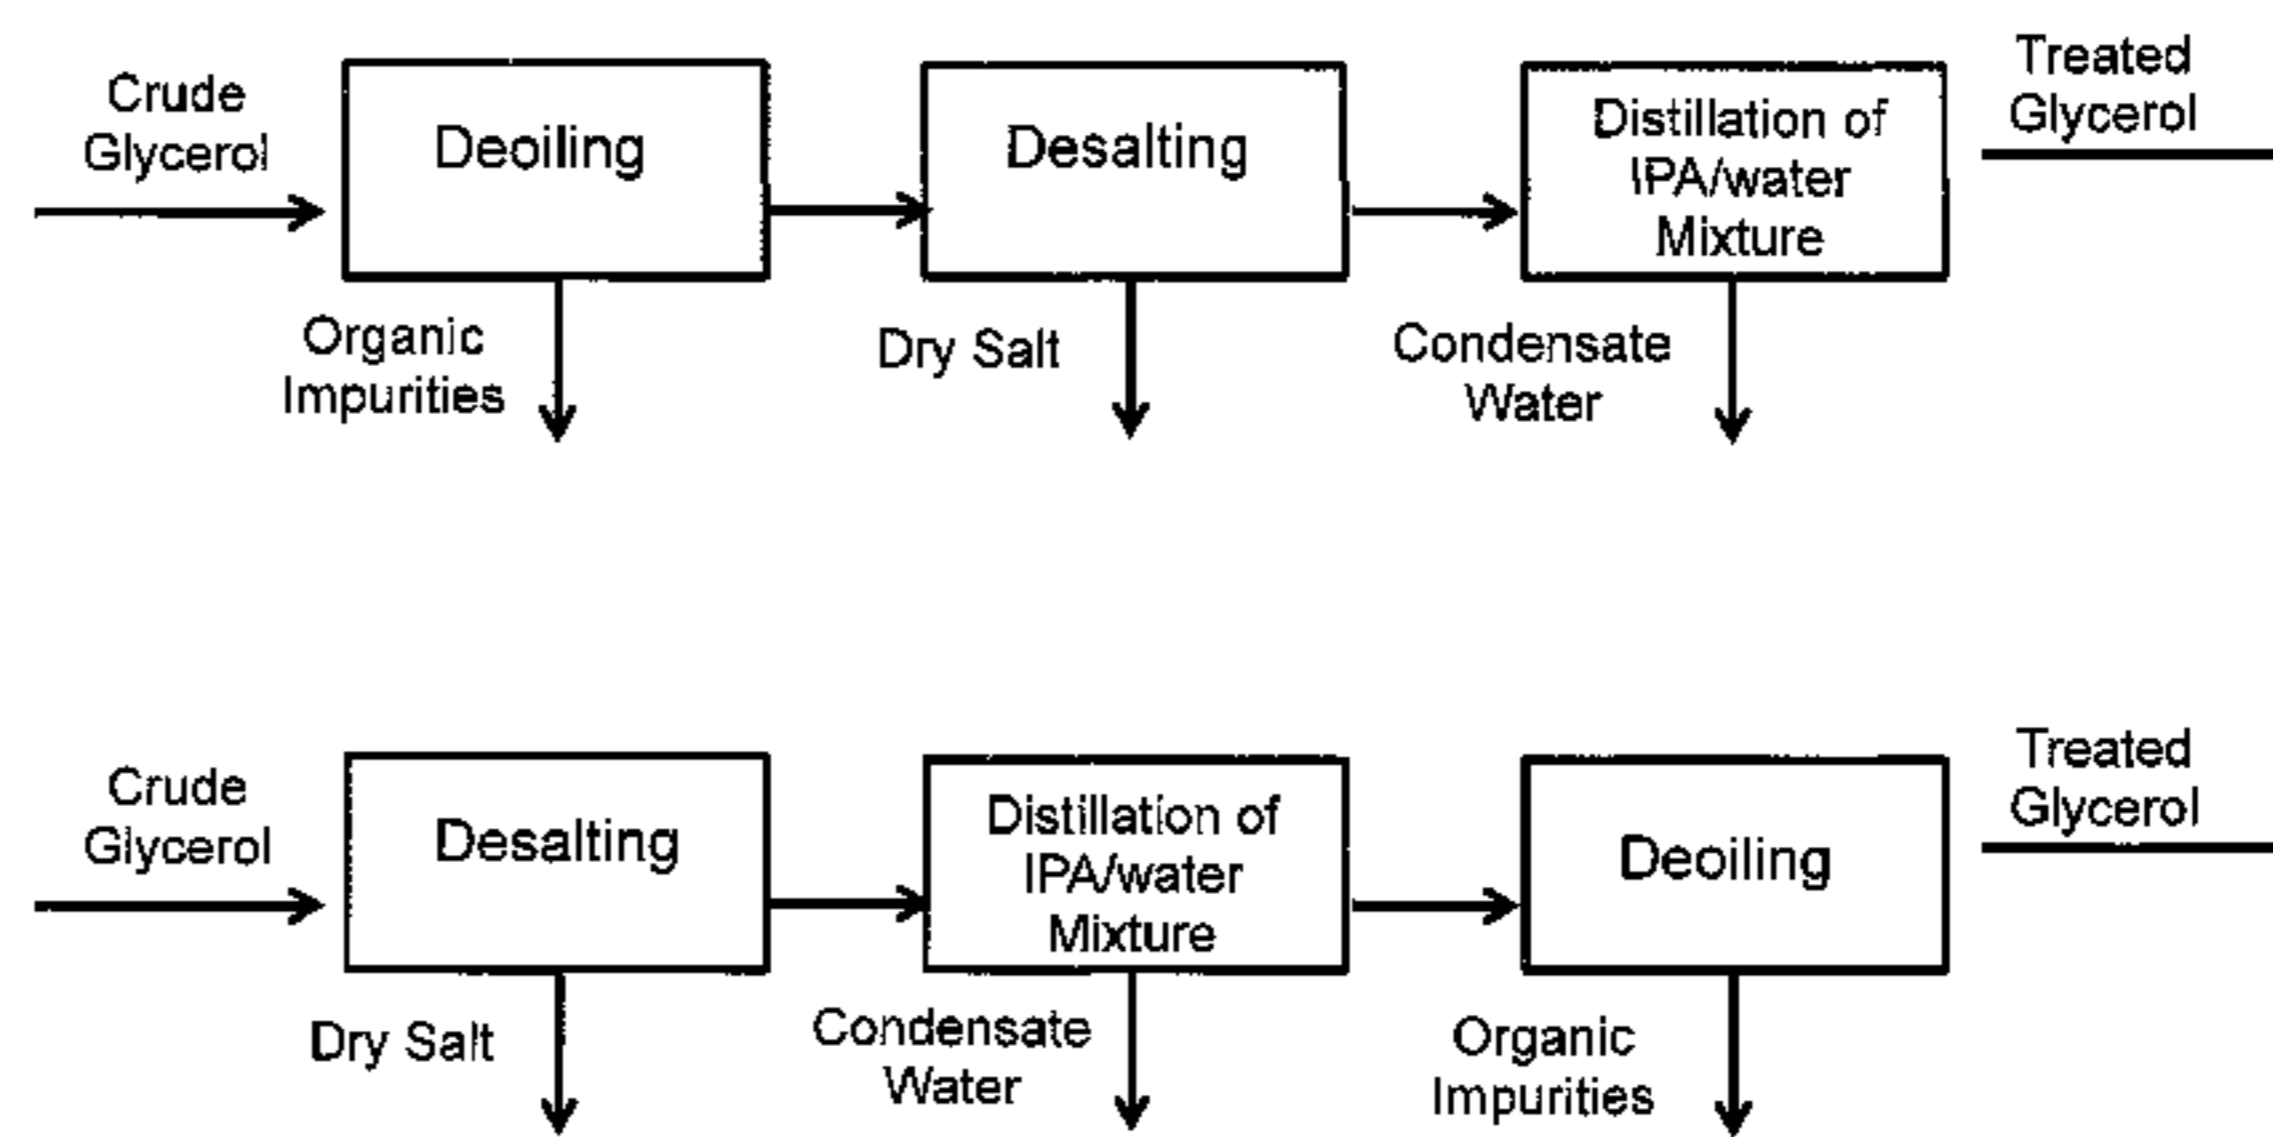 Crude
Glycerol
Deoiling
Desalting
Distillation of
IPA/water
Mixture
Treated
Glycerol
Organic
Impurities
Dry Salt
Condensate
Water
Crude
Glycerol
Desalting
Distillation of
IPA/water
Mixture
Deoiling
Treated
Glycerol
Dry Salt
Condensate
Water
Organic
Impurities